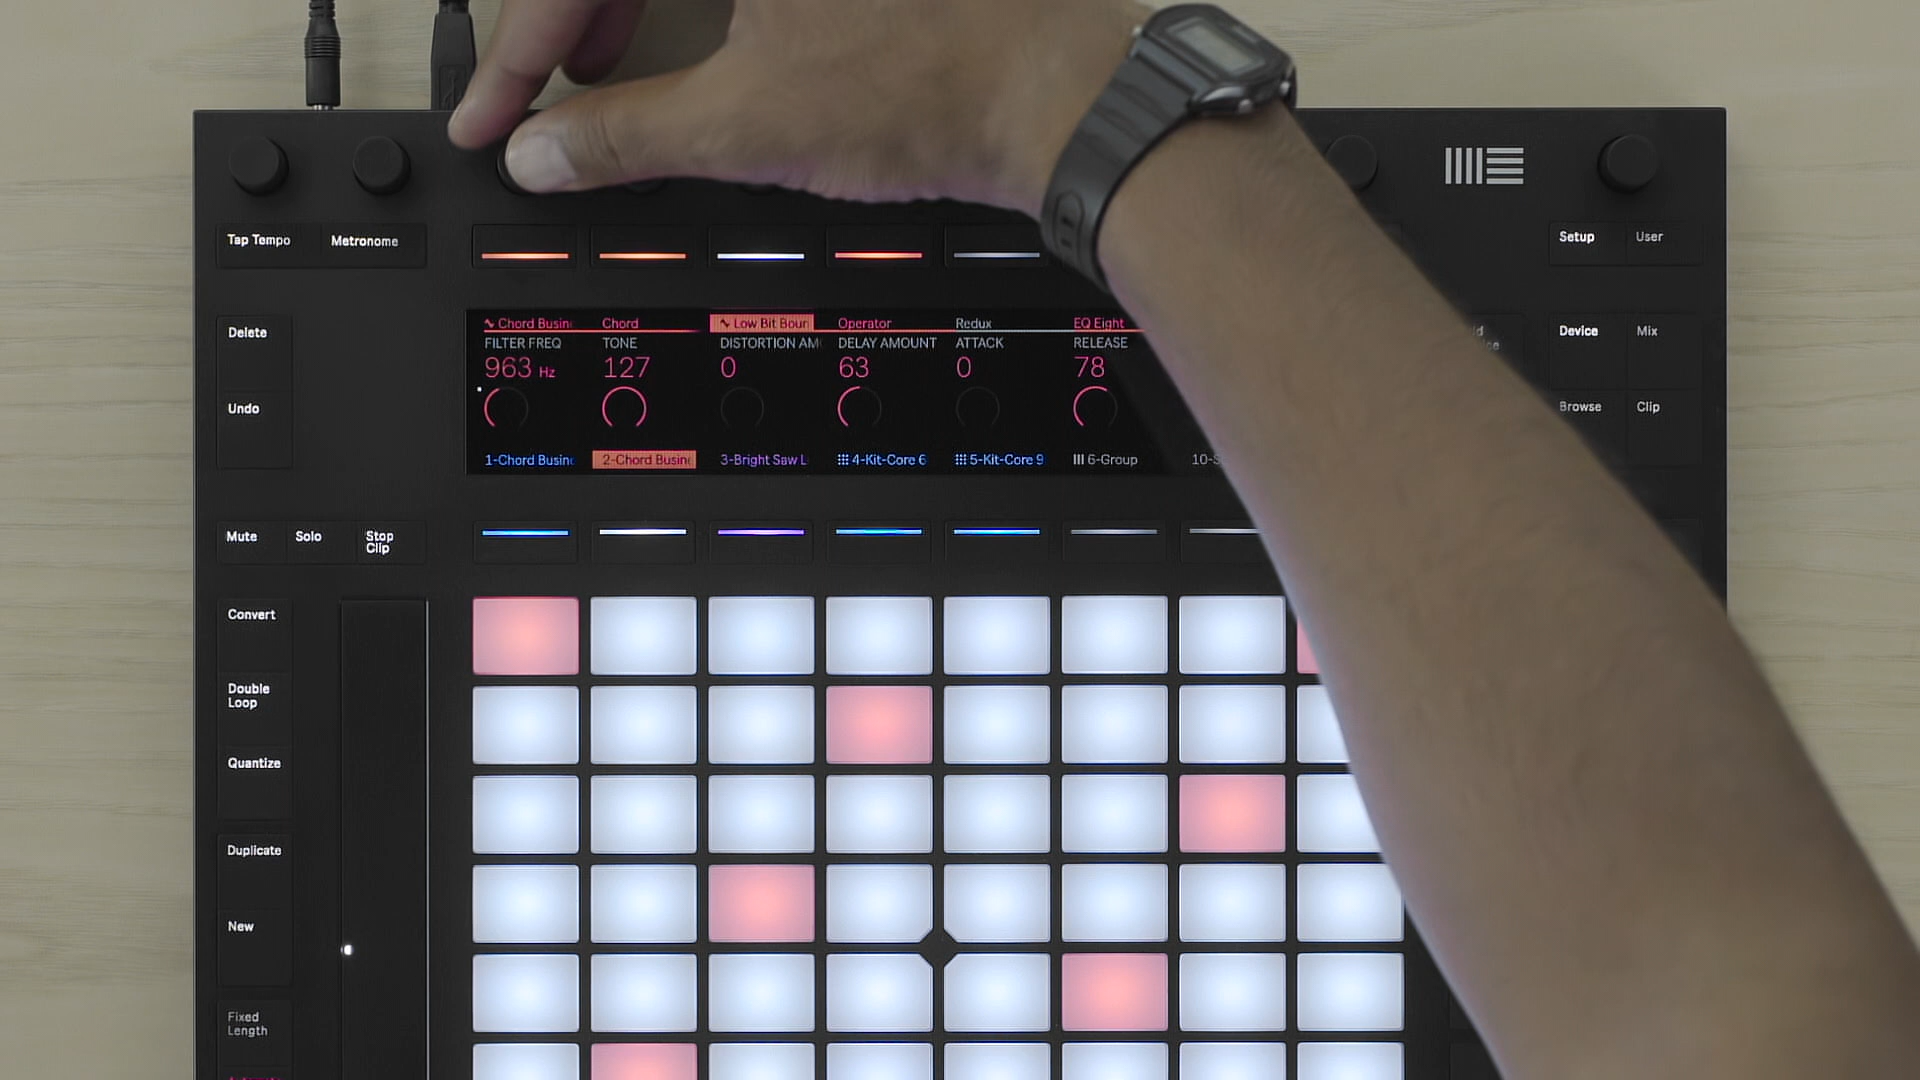 Tap Tempo Metronome
Setup User
Delete
Chord Busin Chord Low Bit Bour Operator Redux EQ Eight
FILTER FREQ TONE DISTORTION AM DELAY AMOUNT ATTACK RELEASE
963 Hz 127 0 63 0 78
Device Mix
Undo
Browse Clip
1-Chord Busin 2-Chord Busin 3-Bright Saw L 4-Kit-Core 6 5-Kit-Core 9 6-Group
Mute Solo Stop
Clip
Convert
Double
Loop
Quantize
Duplicate
New
Fixed
Length